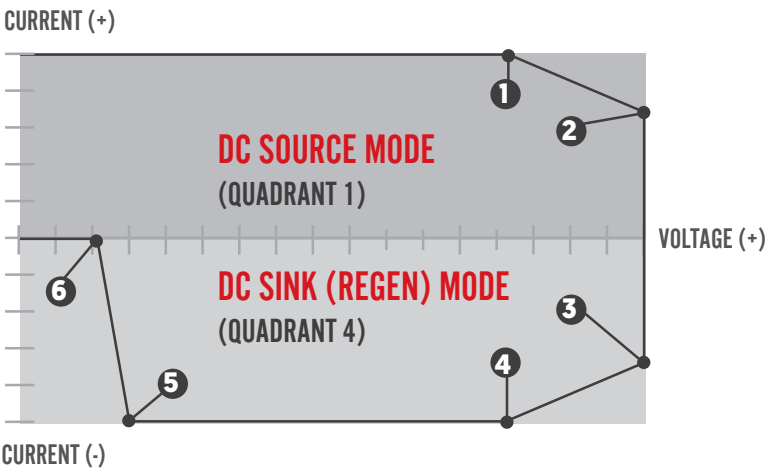 CURRENT (+)
1
2
DC SOURCE MODE
(QUADRANT 1)
VOLTAGE (+)
6
DC SINK (REGEN) MODE
(QUADRANT 4)
3
4
5
CURRENT (-)